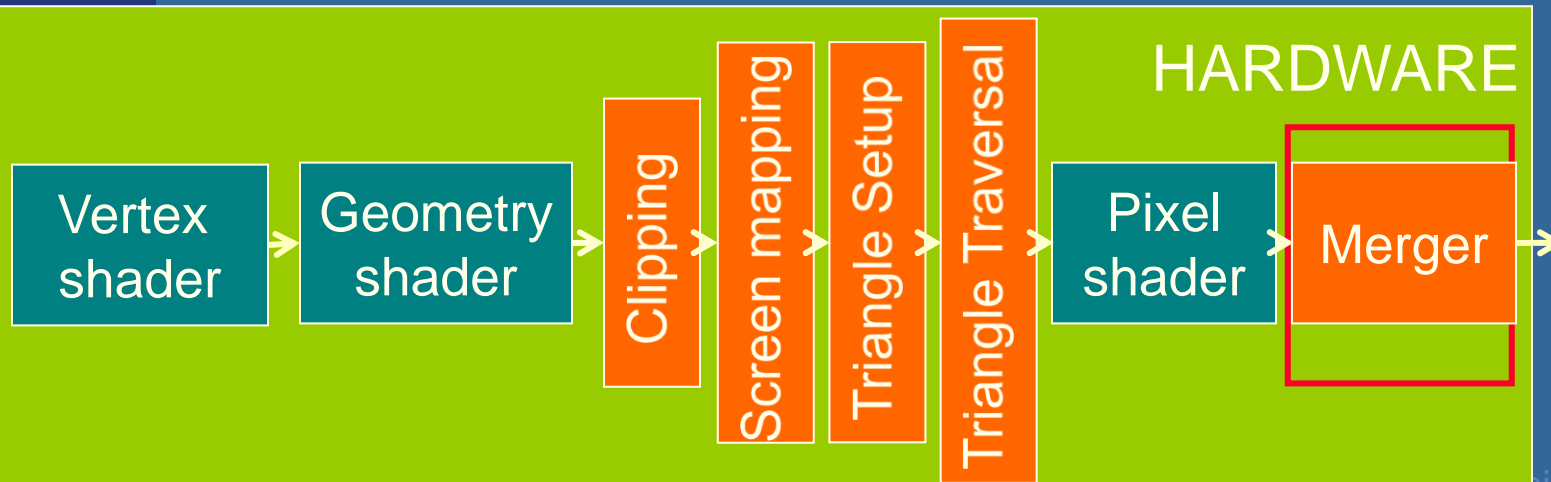 HARDWARE
Vertex
shader
Geometry
shader
Clipping
Screen mapping
Triangle Setup
Triangle Traversal
Pixel
shader
Merger